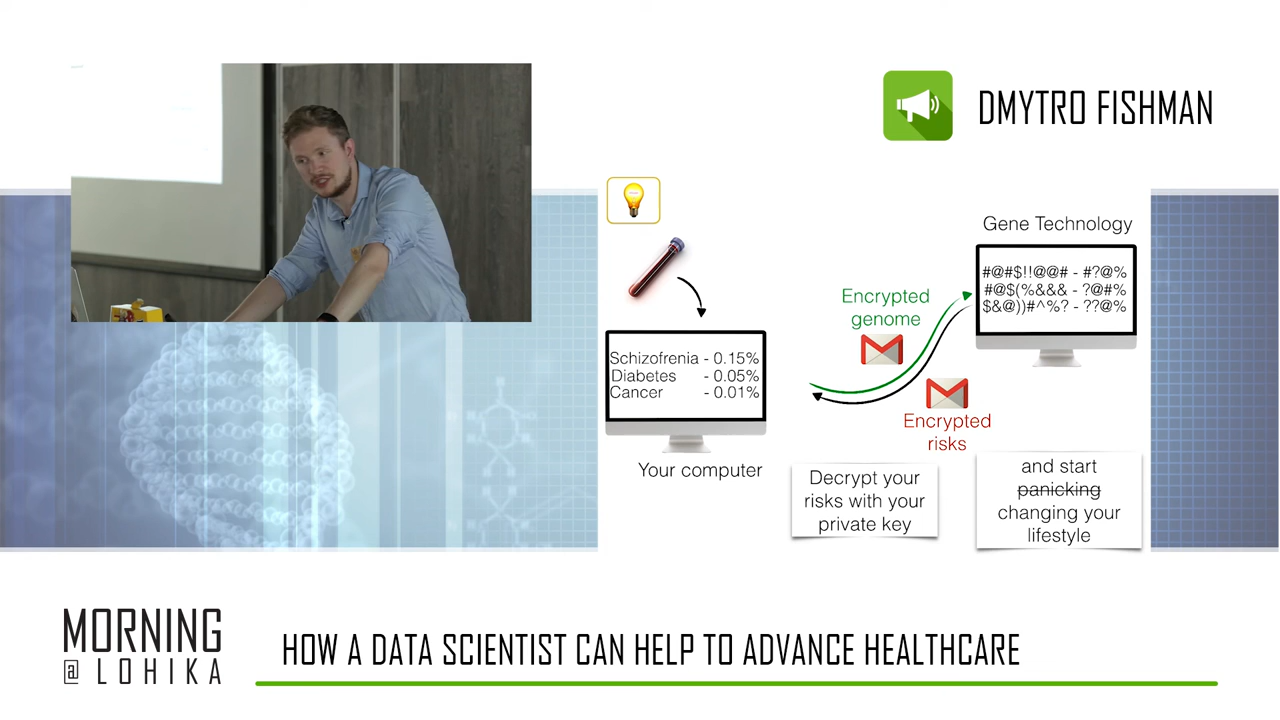 DMYTRO FISHMAN
Gene Technology
#@#$!!@@# - #?@%
#@$(%&&& - ?@#%
$&@))#^%? - ??@%
Encrypted
genome
Schizofrenia - 0.15%
Diabetes - 0.05%
Cancer - 0.01%
Encrypted
risks
Your computer
Decrypt your
risks with your
private key
and start
panicking
changing your
lifestyle
MORNING
@ LOHIKA
HOW A DATA SCIENTIST CAN HELP TO ADVANCE HEALTHCARE